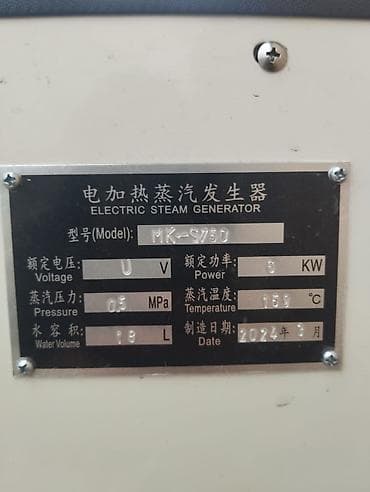 电加热蒸汽发生器
ELECTRIC STEAM GENERATOR
型号(Model):
额定电压: V 额定功率: KW
Voltage Power
蒸汽压力: 0.5 MPa 蒸汽温度: °C
Pressure Temperature
水容积: L 制造日期: 2024年 月
Water Volume Date